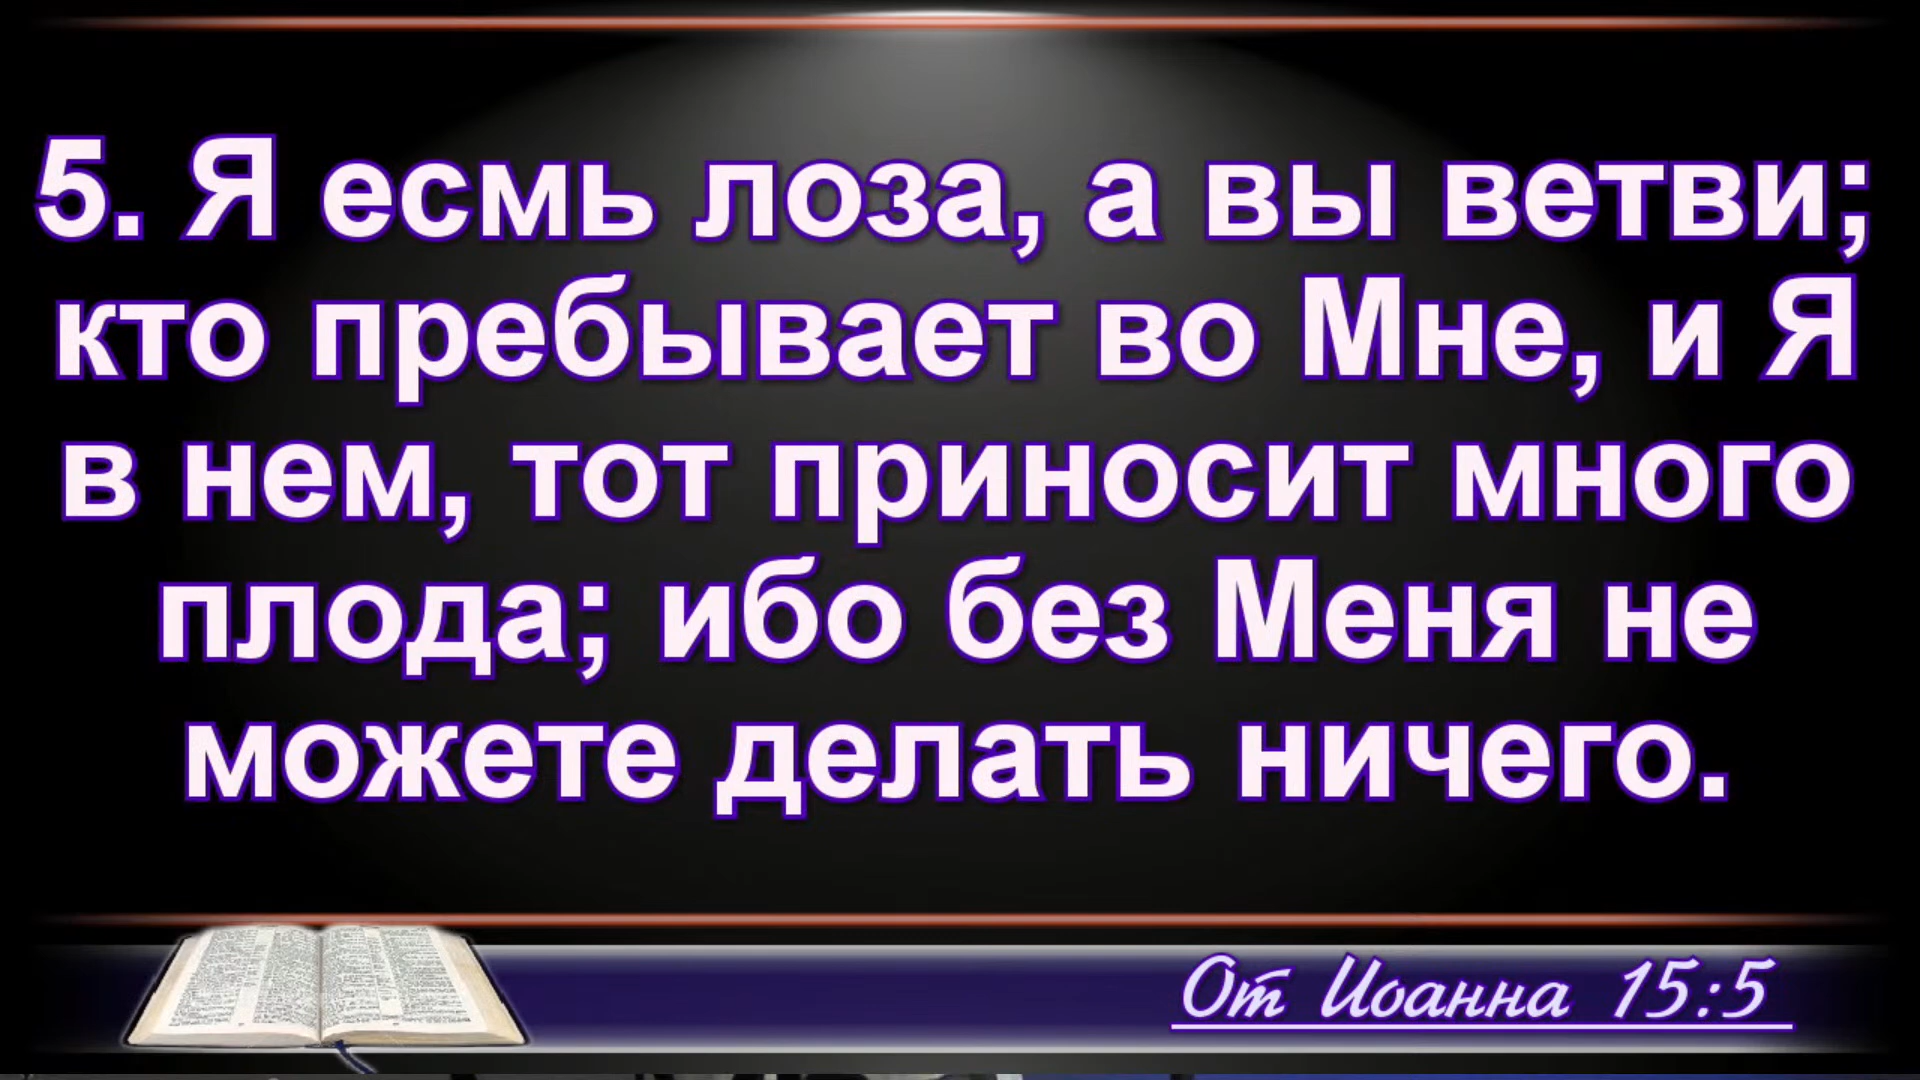 5. Я есмь лоза, а вы ветви;
кто пребывает во Мне, и Я
в нем, тот приносит много
плода; ибо без Меня не
можете делать ничего.
От Иоанна 15:5